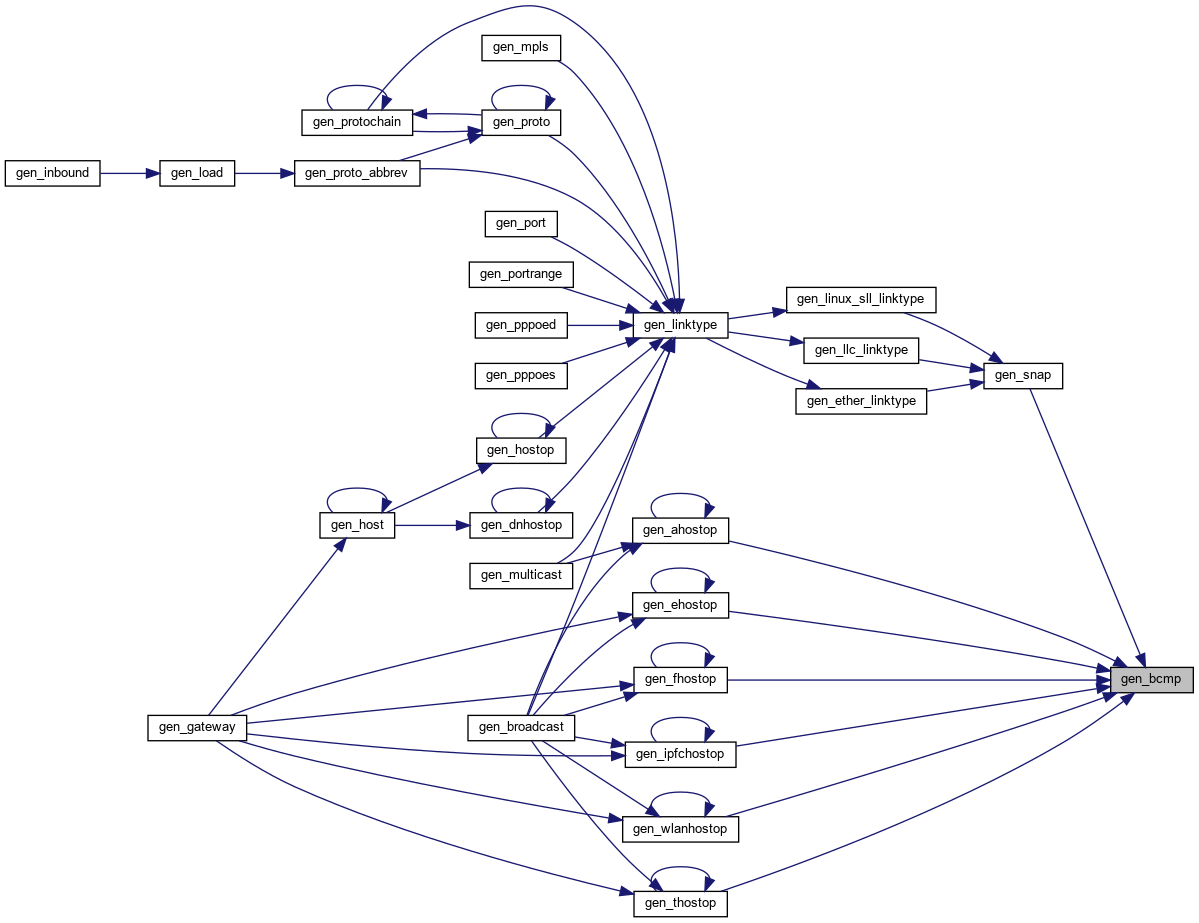 gen_mpls
gen_protochain
gen_proto
gen_inbound
gen_load
gen_proto_abbrev
gen_port
gen_portrange
gen_linux_sll_linktype
gen_pppoed
gen_linktype
gen_llc_linktype
gen_pppoes
gen_snap
gen_ether_linktype
gen_hostop
gen_host
gen_dnhostop
gen_ahostop
gen_multicast
gen_ehostop
gen_fhostop
gen_bcmp
gen_gateway
gen_broadcast
gen_ipfchostop
gen_wlanhostop
gen_thostop